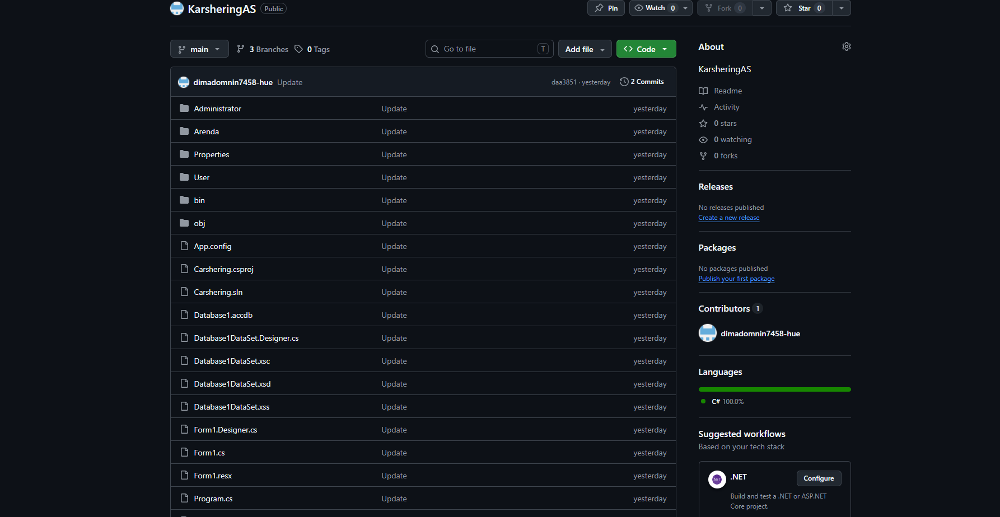 KarsheringAS Public
Pin
Watch 0
Fork 0
Star 0
main
3 Branches
0 Tags
Go to file T
Add file
Code
dimadomnin7458-hue Update daa3851 · yesterday 2 Commits
Administrator Update yesterday
Arenda Update yesterday
Properties Update yesterday
User Update yesterday
bin Update yesterday
obj Update yesterday
App.config Update yesterday
Carshering.csproj Update yesterday
Carshering.sln Update yesterday
Database1.accdb Update yesterday
Database1DataSet.Designer.cs Update yesterday
Database1DataSet.xsc Update yesterday
Database1DataSet.xsd Update yesterday
Database1DataSet.xss Update yesterday
Form1.Designer.cs Update yesterday
Form1.cs Update yesterday
Form1.resx Update yesterday
Program.cs Update yesterday
About
KarsheringAS
Readme
Activity
0 stars
0 watching
0 forks
Releases
No releases published
Create a new release
Packages
No packages published
Publish your first package
Contributors 1
dimadomnin7458-hue
Languages
C# 100.0%
Suggested workflows
Based on your tech stack
.NET
.NET
Configure
Build and test a .NET or ASP.NET
Core project.